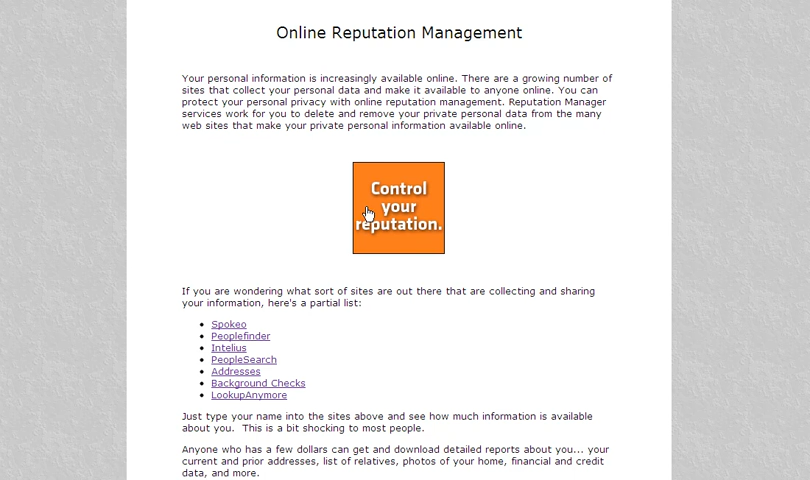 Online Reputation Management
Your personal information is increasingly available online. There are a growing number of
sites that collect your personal data and make it available to anyone online. You can
protect your personal privacy with online reputation management. Reputation Manager
services work for you to delete and remove your private personal data from the many
web sites that make your private personal information available online.
Control
your
reputation.
If you are wondering what sort of sites are out there that are collecting and sharing
your information, here's a partial list:
Spokeo
Peoplefinder
Intelius
PeopleSearch
Addresses
Background Checks
LookupAnymore
Just type your name into the sites above and see how much information is available
about you. This is a bit shocking to most people.
Anyone who has a few dollars can get and download detailed reports about you... your
current and prior addresses, list of relatives, photos of your home, financial and credit
data, and more.